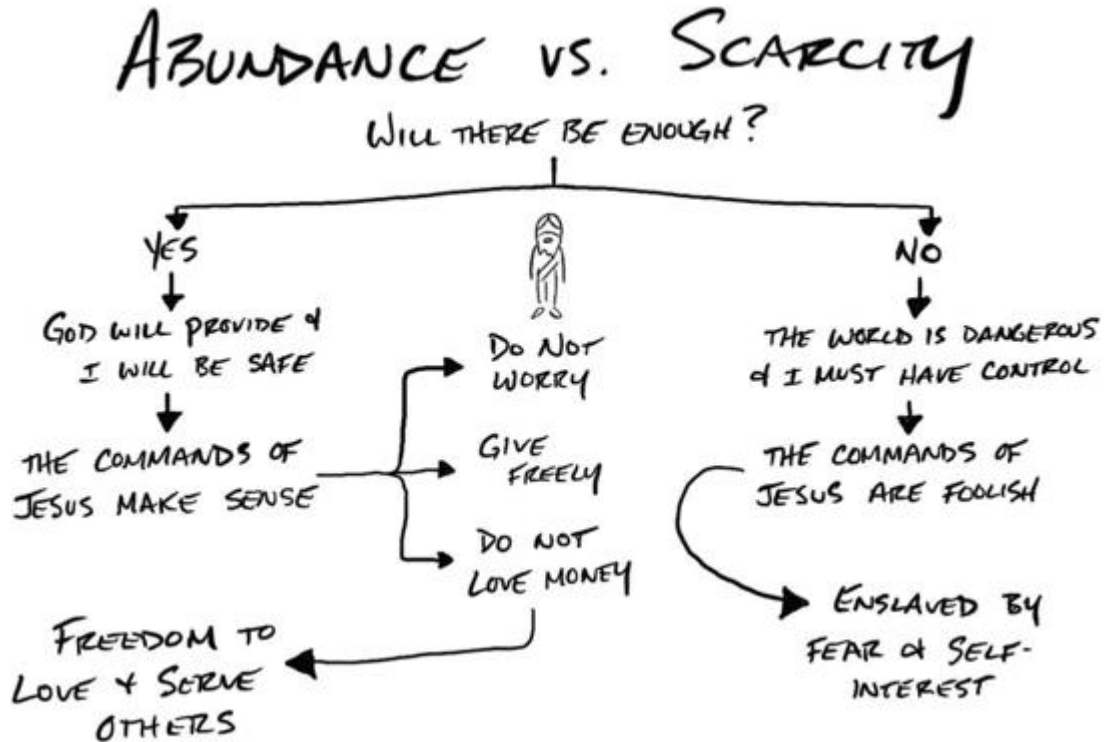 ABUNDANCE vs. SCARCITY
WILL THERE BE ENOUGH?
YES
GOD WILL PROVIDE &
I WILL BE SAFE
THE COMMANDS OF
JESUS MAKE SENSE
DO NOT
WORRY
GIVE
FREELY
DO NOT
LOVE MONEY
FREEDOM TO
LOVE & SERVE
OTHERS
NO
THE WORLD IS DANGEROUS
& I MUST HAVE CONTROL
THE COMMANDS OF
JESUS ARE FOOLISH
ENSLAVED BY
FEAR & SELF-
INTEREST